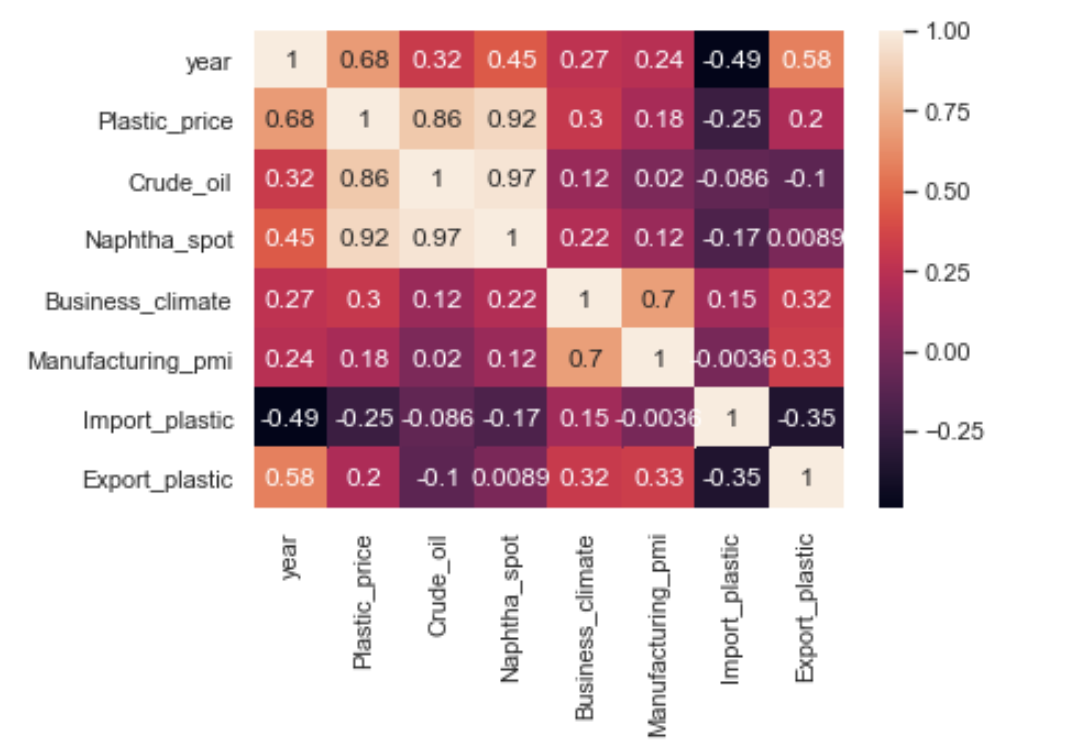 year 1 0.68 0.32 0.45 0.27 0.24 -0.49 0.58
Plastic_price 0.68 1 0.86 0.92 0.3 0.18 -0.25 0.2
Crude_oil 0.32 0.86 1 0.97 0.12 0.02 -0.086 -0.1
Naphtha_spot 0.45 0.92 0.97 1 0.22 0.12 -0.17 0.0089
Business_climate 0.27 0.3 0.12 0.22 1 0.7 0.15 0.32
Manufacturing_pmi 0.24 0.18 0.02 0.12 0.7 1 -0.0036 0.33
Import_plastic -0.49 -0.25 -0.086 -0.17 0.15 -0.0036 1 -0.35
Export_plastic 0.58 0.2 -0.1 0.0089 0.32 0.33 -0.35 1
year
Plastic_price
Crude_oil
Naphtha_spot
Business_climate
Manufacturing_pmi
Import_plastic
Export_plastic
1.00
0.75
0.50
0.25
0.00
−0.25